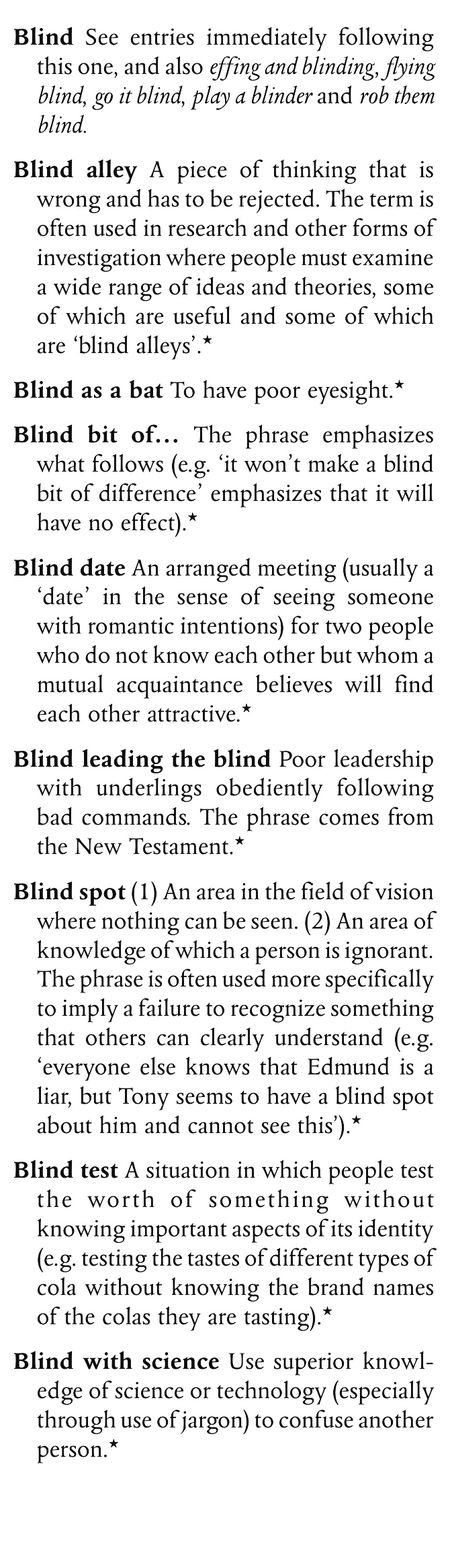 Blind See entries immediately following
this one, and also effing and blinding, flying
blind, go it blind, play a blinder and rob them
blind.
Blind alley A piece of thinking that is
wrong and has to be rejected. The term is
often used in research and other forms of
investigation where people must examine
a wide range of ideas and theories, some
of which are useful and some of which
are ‘blind alleys’.★
Blind as a bat To have poor eyesight.★
Blind bit of… The phrase emphasizes
what follows (e.g. ‘it won’t make a blind
bit of difference’ emphasizes that it will
have no effect).★
Blind date An arranged meeting (usually a
‘date’ in the sense of seeing someone
with romantic intentions) for two people
who do not know each other but whom a
mutual acquaintance believes will find
each other attractive.★
Blind leading the blind Poor leadership
with underlings obediently following
bad commands. The phrase comes from
the New Testament.★
Blind spot (1) An area in the field of vision
where nothing can be seen. (2) An area of
knowledge of which a person is ignorant.
The phrase is often used more specifically
to imply a failure to recognize something
that others can clearly understand (e.g.
‘everyone else knows that Edmund is a
liar, but Tony seems to have a blind spot
about him and cannot see this’).★
Blind test A situation in which people test
the worth of something without
knowing important aspects of its identity
(e.g. testing the tastes of different types of
cola without knowing the brand names
of the colas they are tasting).★
Blind with science Use superior knowl-
edge of science or technology (especially
through use of jargon) to confuse another
person.★